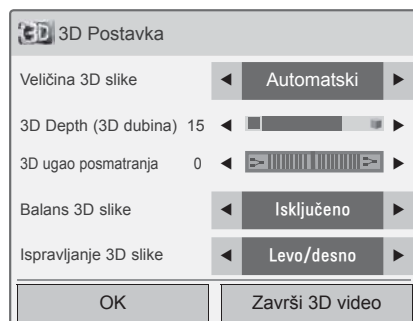 3D 3D Postavka
Veličina 3D slike Automatski
3D Depth (3D dubina) 15
3D ugao posmatranja 0
Balans 3D slike Isključeno
Ispravljanje 3D slike Levo/desno
OK Završi 3D video